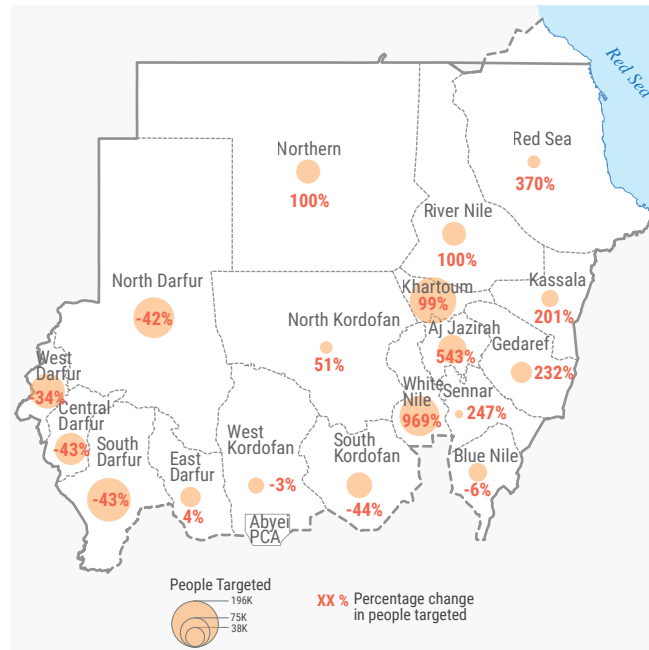 Red Sea
Red Sea
370%
Northern
100%
River Nile
100%
Khartoum
99%
Kassala
201%
North Darfur
-42%
North Kordofan
51%
Aj Jazirah
543%
Gedaref
232%
West
Darfur
-34%
Central
Darfur
-43%
South
Darfur
-43%
East
Darfur
4%
West
Kordofan
-3%
South
Kordofan
-44%
White
Nile
969%
Sennar
247%
Blue Nile
-6%
Abyei
PCA
People Targeted
196K
75K
38K
XX % Percentage change
in people targeted